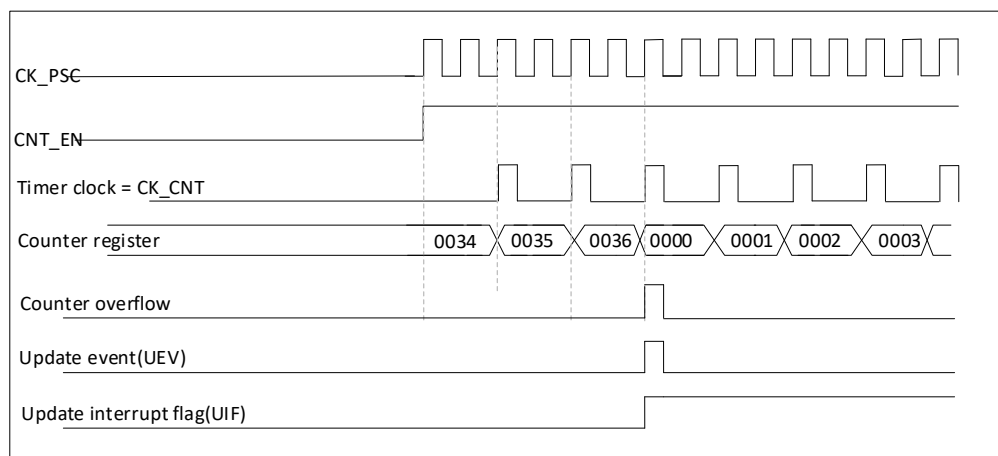 CK_PSC
CNT_EN
Timer clock = CK_CNT
Counter register 0034 0035 0036 0000 0001 0002 0003
Counter overflow
Update event(UEV)
Update interrupt flag(UIF)